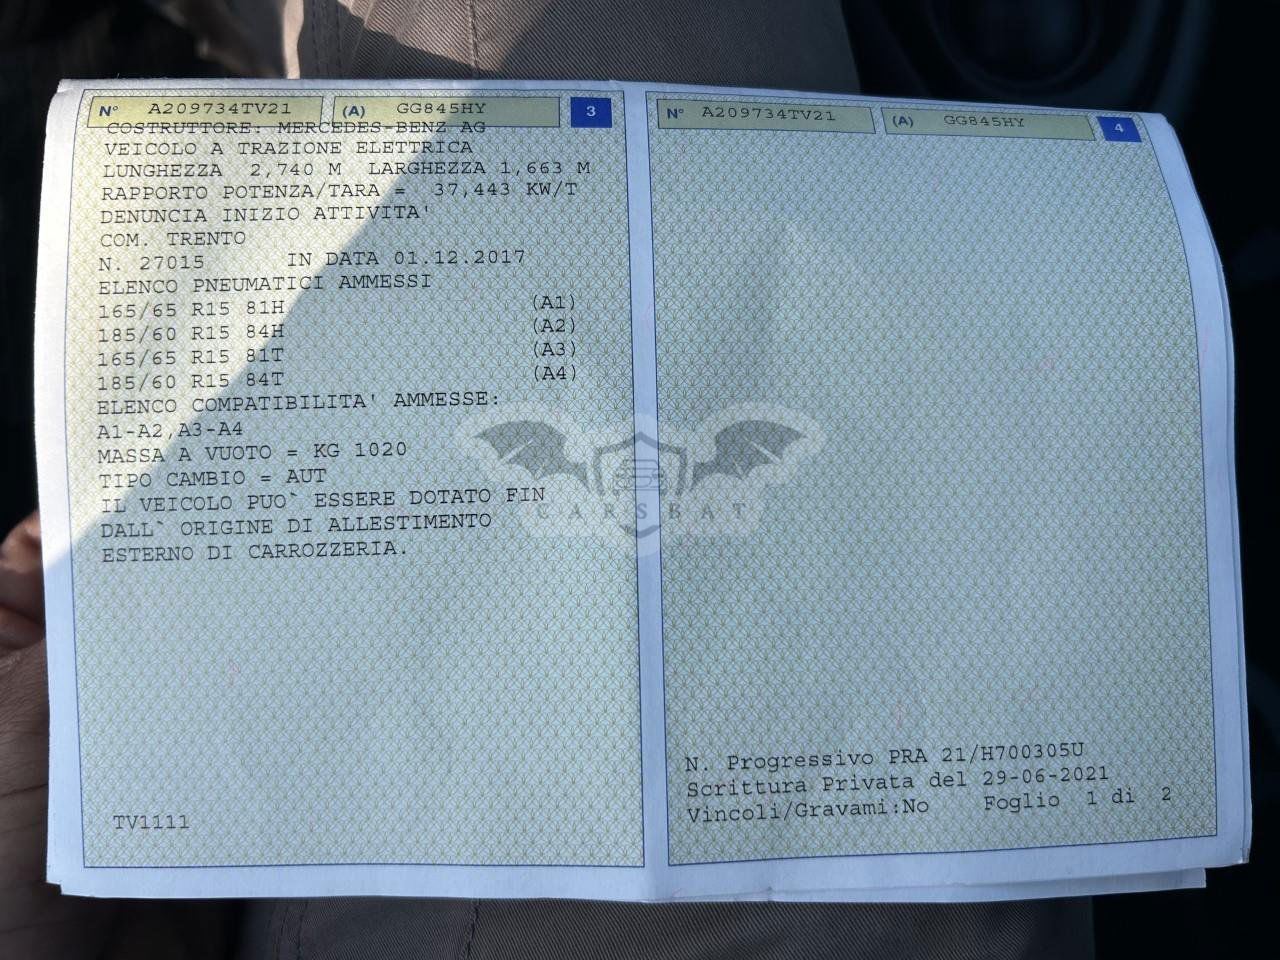 N° A209734TV21 (A) GG845HY 3
COSTRUTTORE: MERCEDES-BENZ AG
VEICOLO A TRAZIONE ELETTRICA
LUNGHEZZA 2,740 M LARGHEZZA 1,663 M
RAPPORTO POTENZA/TARA = 37,443 KW/T
DENUNCIA INIZIO ATTIVITA'
COM. TRENTO
N. 27015 IN DATA 01.12.2017
ELENCO PNEUMATICI AMMESSI
165/65 R15 81H (A1)
185/60 R15 84H (A2)
165/65 R15 81T (A3)
185/60 R15 84T (A4)
ELENCO COMPATIBILITA' AMMESSE:
A1-A2,A3-A4
MASSA A VUOTO = KG 1020
TIPO CAMBIO = AUT
IL VEICOLO PUO` ESSERE DOTATO FIN
DALL` ORIGINE DI ALLESTIMENTO
ESTERNO DI CARROZZERIA.
TV1111
N° A209734TV21 (A) GG845HY 4
N. Progressivo PRA 21/H700305U
Scrittura Privata del 29-06-2021
Vincoli/Gravami:No Foglio 1 di 2
CARSBAT